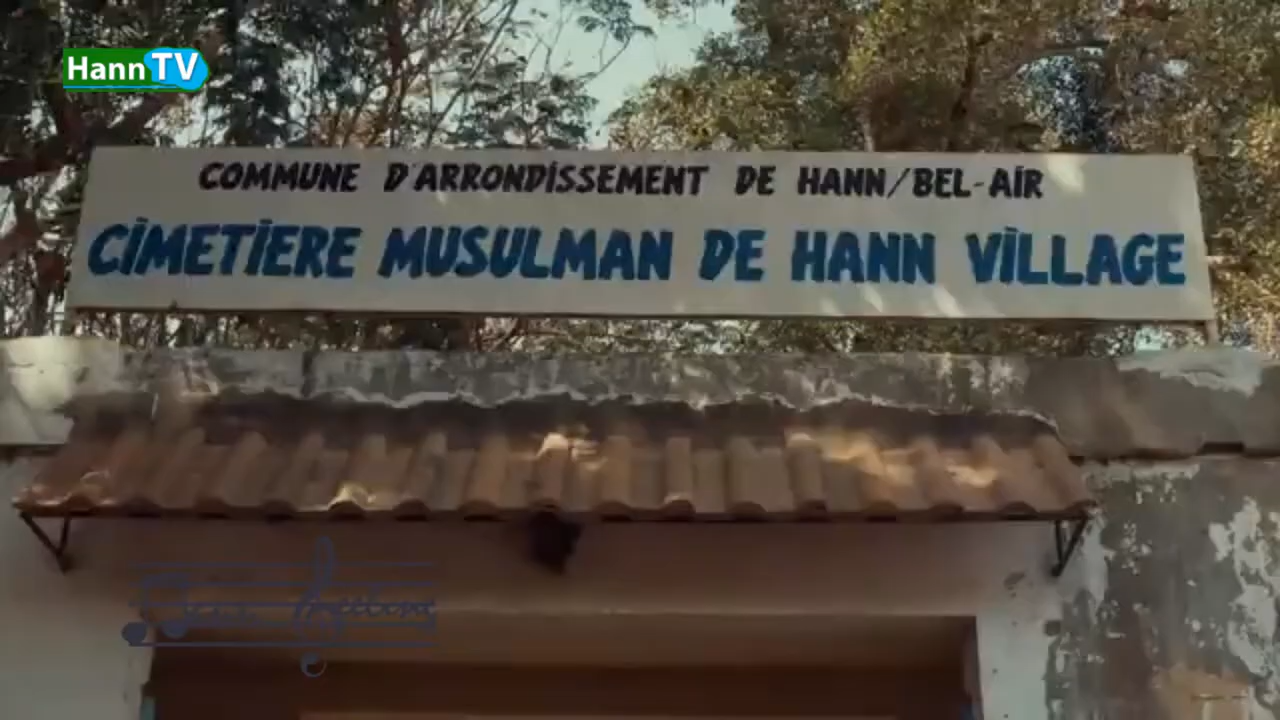 HannTV
COMMUNE D'ARRONDISSEMENT DE HANN/BEL-AIR
CIMETIERE MUSULMAN DE HANN VILLAGE